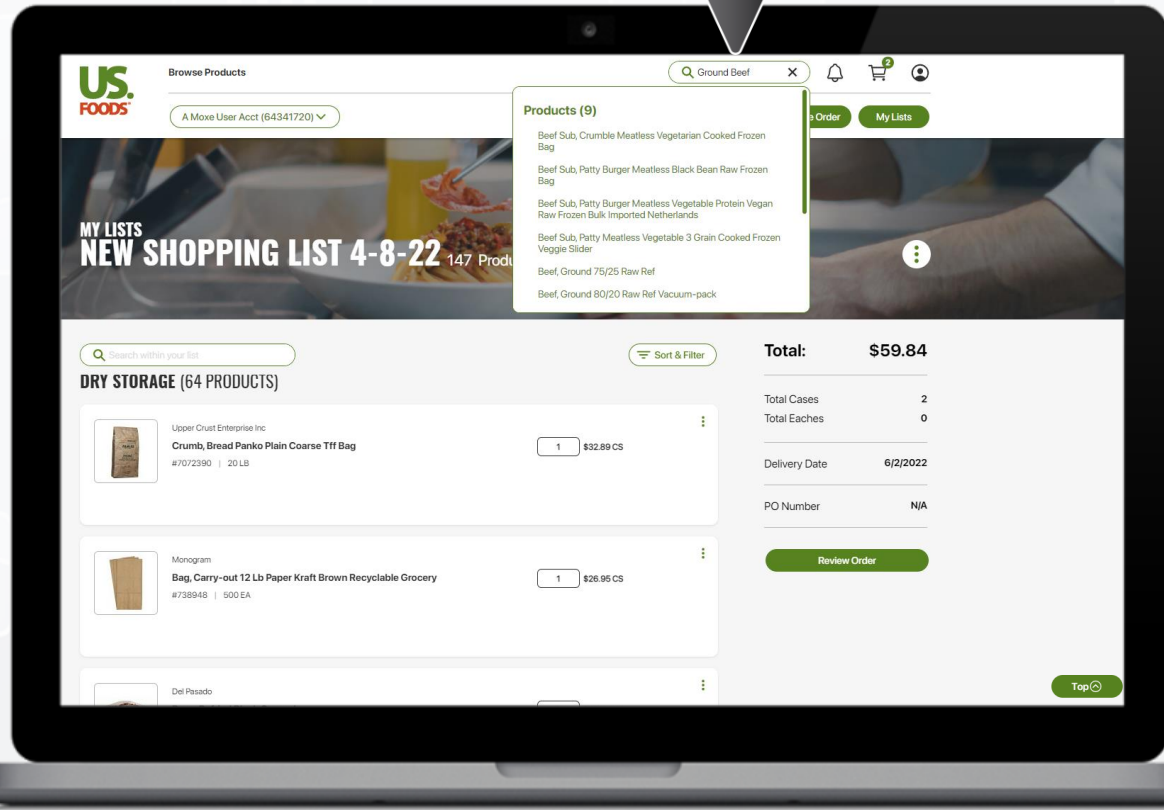 US.
FOODS
Browse Products
Ground Beef
2
A Moxe User Acct (64341720)
e Order
My Lists
Products (9)
Beef Sub, Crumble Meatless Vegetarian Cooked Frozen
Bag
Beef Sub, Patty Burger Meatless Black Bean Raw Frozen
Bag
Beef Sub, Patty Burger Meatless Vegetable Protein Vegan
Raw Frozen Bulk Imported Netherlands
Beef Sub, Patty Meatless Vegetable 3 Grain Cooked Frozen
Veggie Slider
Beef, Ground 75/25 Raw Ref
Beef, Ground 80/20 Raw Ref Vacuum-pack
MY LISTS
NEW SHOPPING LIST 4-8-22 147 Produ
Search within your list
Sort & Filter
DRY STORAGE (64 PRODUCTS)
Upper Crust Enterprise Inc
Crumb, Bread Panko Plain Coarse Tff Bag
#7072390 | 20 LB
1 $32.89 CS
Monogram
Bag, Carry-out 12 Lb Paper Kraft Brown Recyclable Grocery
#738948 | 500 EA
1 $26.95 CS
Del Pasado
Total: $59.84
Total Cases 2
Total Eaches 0
Delivery Date 6/2/2022
PO Number N/A
Review Order
Top